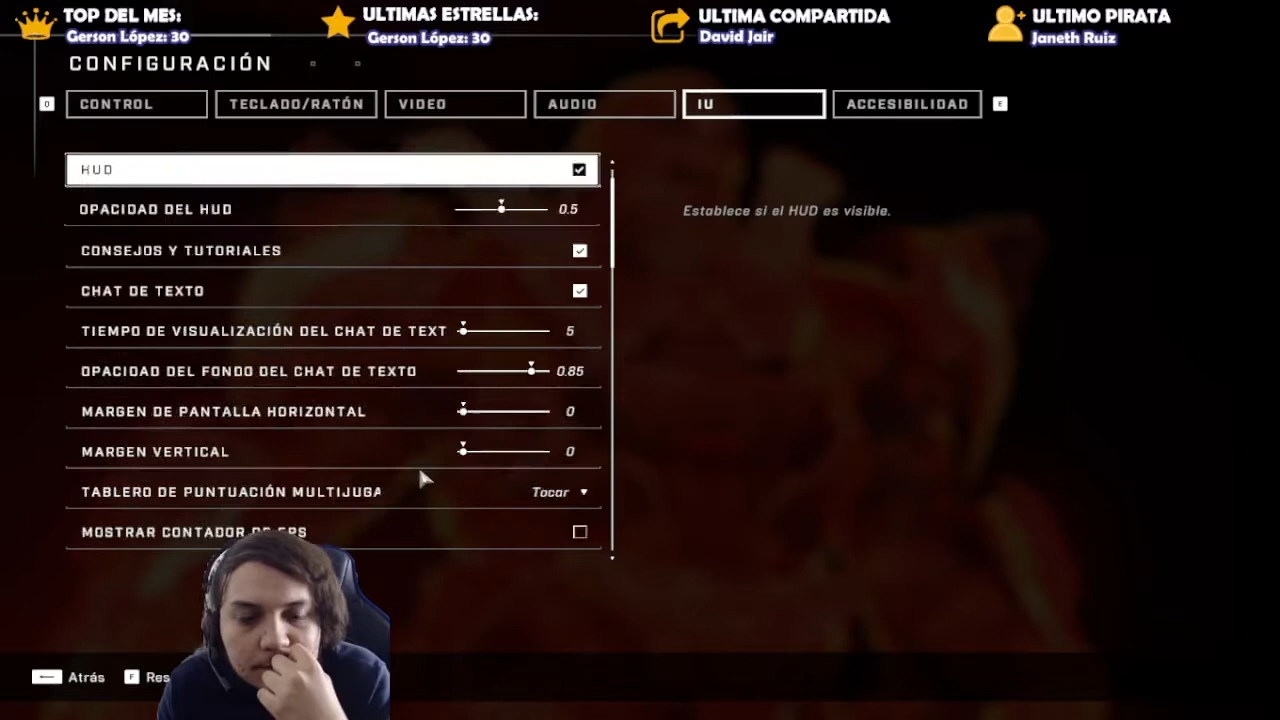 TOP DEL MES:
Gerson López: 30
ULTIMAS ESTRELLAS:
Gerson López: 30
ULTIMA COMPARTIDA
David Jair
ULTIMO PIRATA
Janeth Ruiz
CONFIGURACIÓN
CONTROL
TECLADO/RATÓN
VIDEO
AUDIO
IU
ACCESIBILIDAD
E
HUD
Establece si el HUD es visible.
OPACIDAD DEL HUD 0.5
CONSEJOS Y TUTORIALES
CHAT DE TEXTO
TIEMPO DE VISUALIZACIÓN DEL CHAT DE TEXT 5
OPACIDAD DEL FONDO DEL CHAT DE TEXTO 0.85
MARGEN DE PANTALLA HORIZONTAL 0
MARGEN VERTICAL 0
TABLERO DE PUNTUACIÓN MULTIJUGA Tocar
MOSTRAR CONTADOR DE FPS
Atrás
F Res